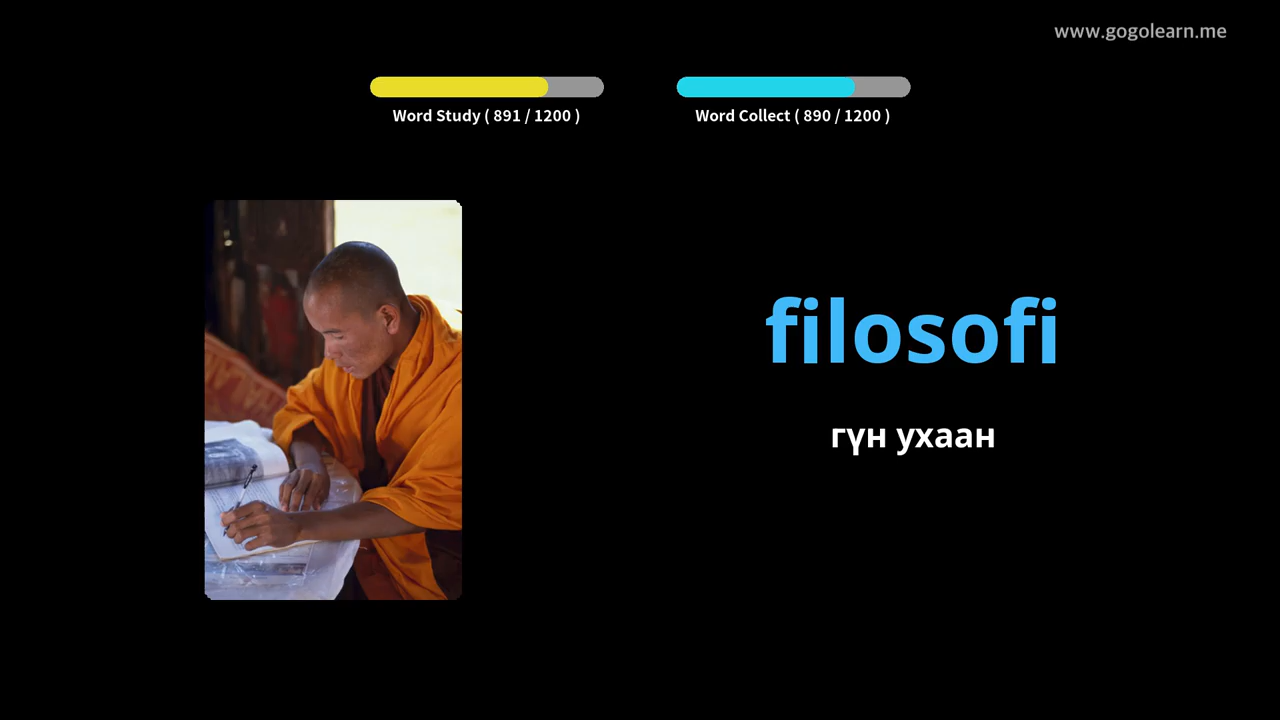 www.gogolearn.me
Word Study ( 891 / 1200 )
Word Collect ( 890 / 1200 )
filosofi
гүн ухаан